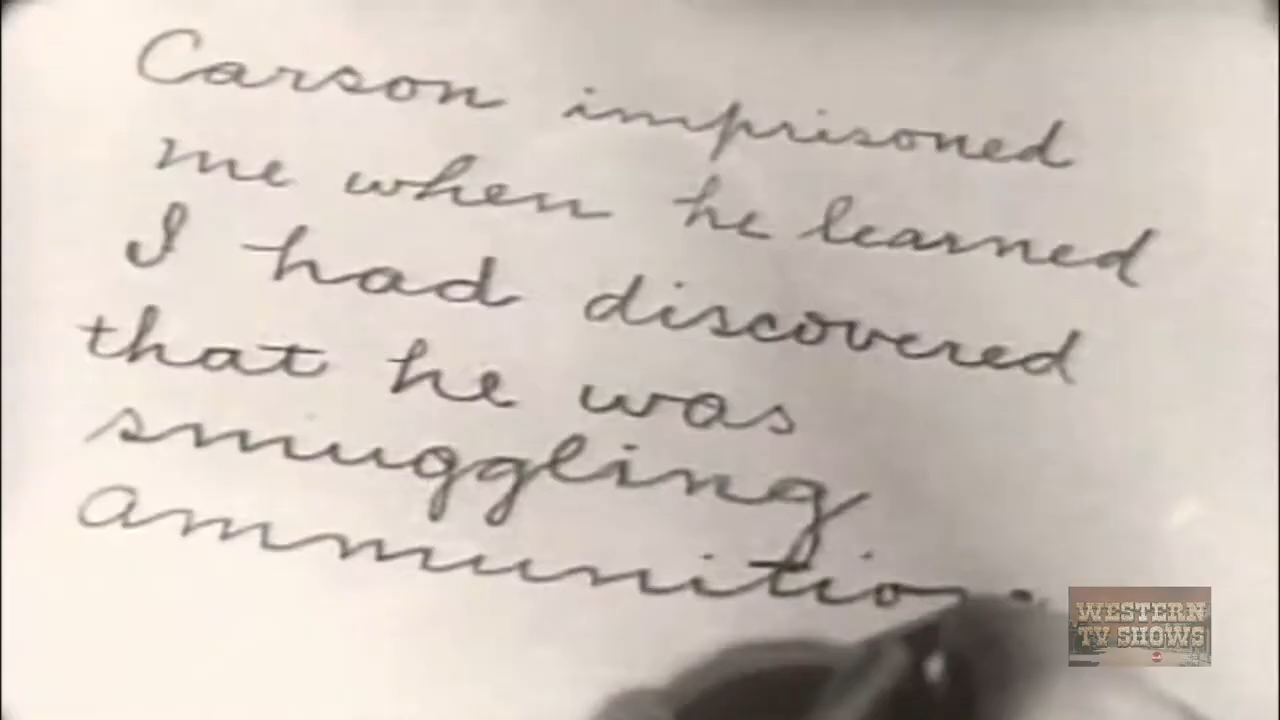 Carson imprisoned
me when he learned
I had discovered
that he was
smuggling
ammunition.
WESTERN
TV SHOWS